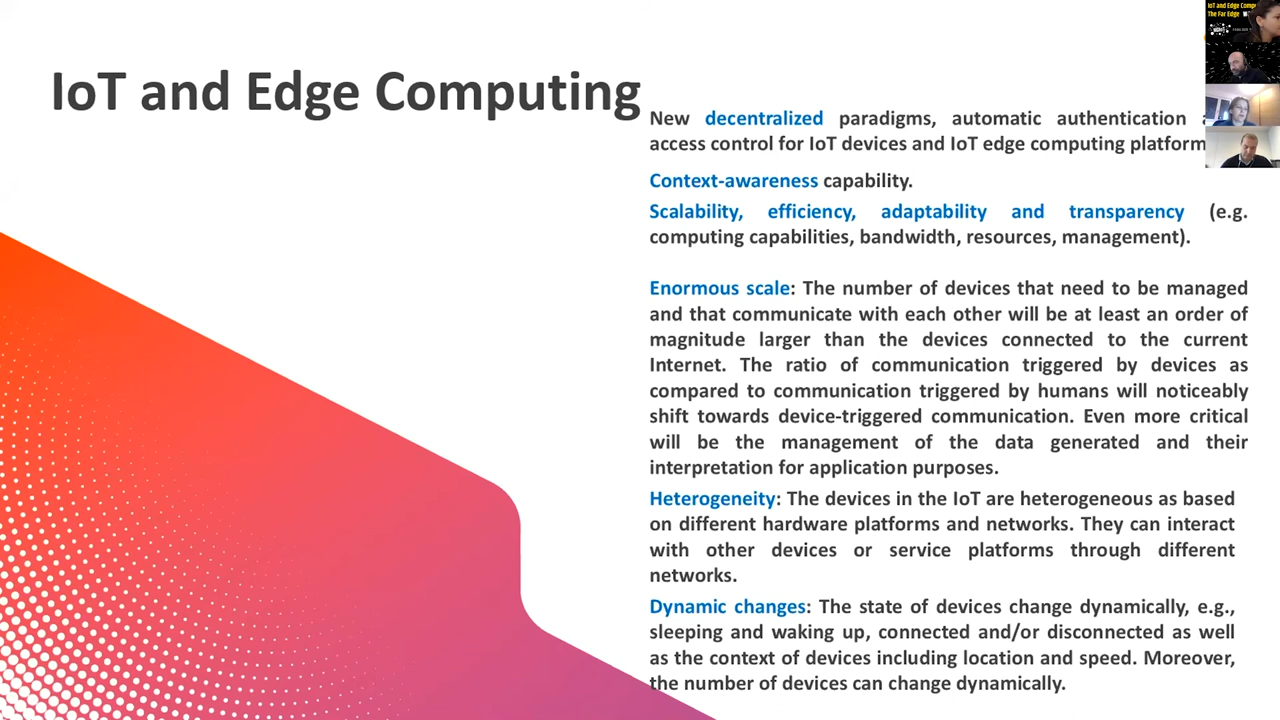 IoT and Edge Computing
New decentralized paradigms, automatic authentication
access control for IoT devices and IoT edge computing platform
Context-awareness capability.
Scalability, efficiency, adaptability and transparency (e.g.
computing capabilities, bandwidth, resources, management).
Enormous scale: The number of devices that need to be managed
and that communicate with each other will be at least an order of
magnitude larger than the devices connected to the current
Internet. The ratio of communication triggered by devices as
compared to communication triggered by humans will noticeably
shift towards device-triggered communication. Even more critical
will be the management of the data generated and their
interpretation for application purposes.
Heterogeneity: The devices in the IoT are heterogeneous as based
on different hardware platforms and networks. They can interact
with other devices or service platforms through different
networks.
Dynamic changes: The state of devices change dynamically, e.g.,
sleeping and waking up, connected and/or disconnected as well
as the context of devices including location and speed. Moreover,
the number of devices can change dynamically.
IoT and Edge Comp
The Far Edge